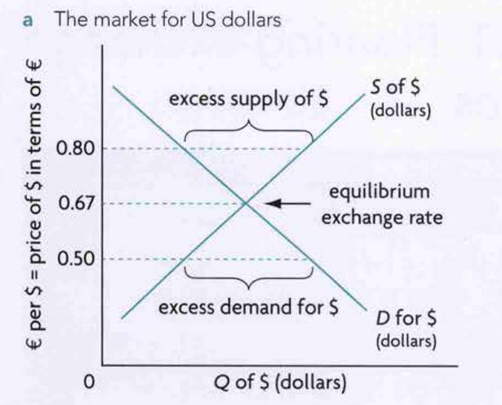 a The market for US dollars
€ per $ = price of $ in terms of €
excess supply of $
S of $
(dollars)
0.80
0.67
equilibrium
exchange rate
0.50
excess demand for $
D for $
(dollars)
0
Q of $ (dollars)